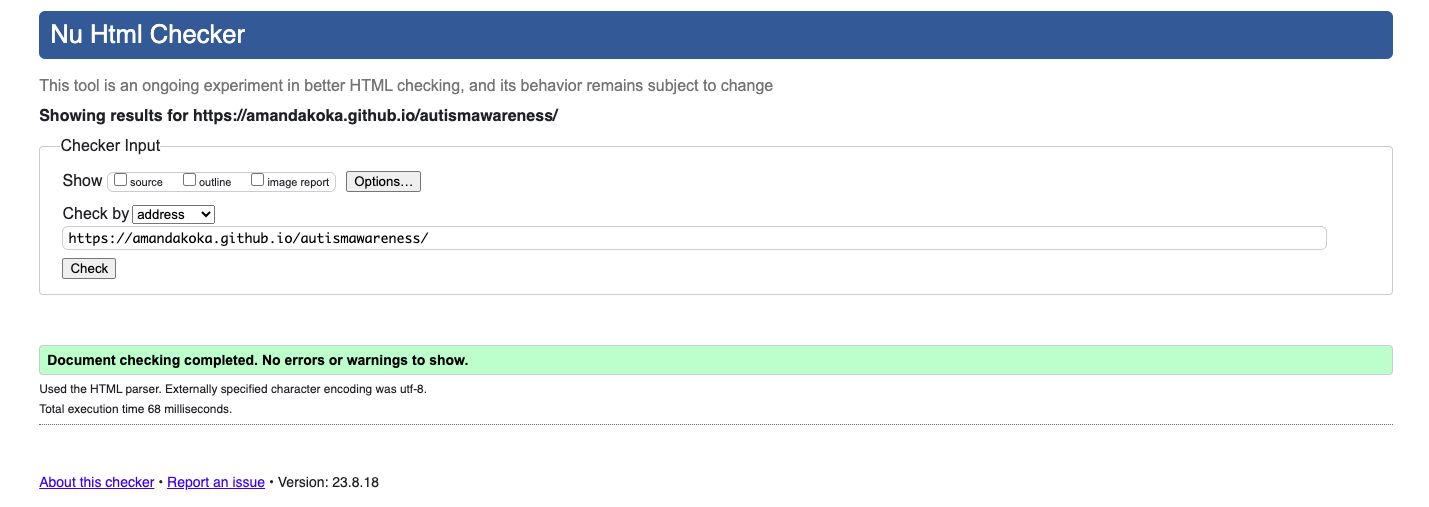 Nu Html Checker
This tool is an ongoing experiment in better HTML checking, and its behavior remains subject to change
Showing results for https://amandakoka.github.io/autismawareness/
Checker Input
Show source outline image report Options...
Check by address
https://amandakoka.github.io/autismawareness/
Check
Document checking completed. No errors or warnings to show.
Used the HTML parser. Externally specified character encoding was utf-8.
Total execution time 68 milliseconds.
About this checker • Report an issue • Version: 23.8.18